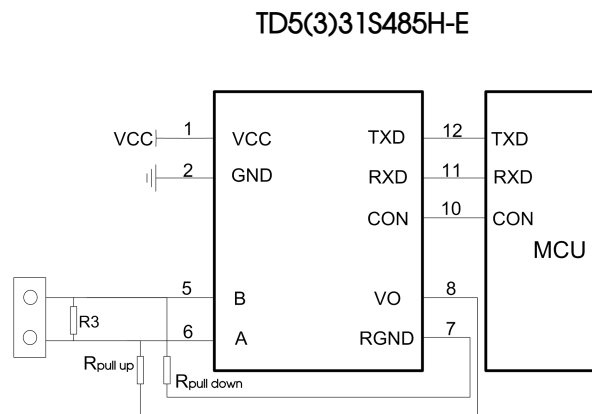 TD5(3)31S485H-E
1
VCC VCC TXD 12 TXD
2
GND RXD 11 RXD
CON 10 CON
MCU
5 B VO 8
R3 6 A RGND 7
Rpull up
Rpull down